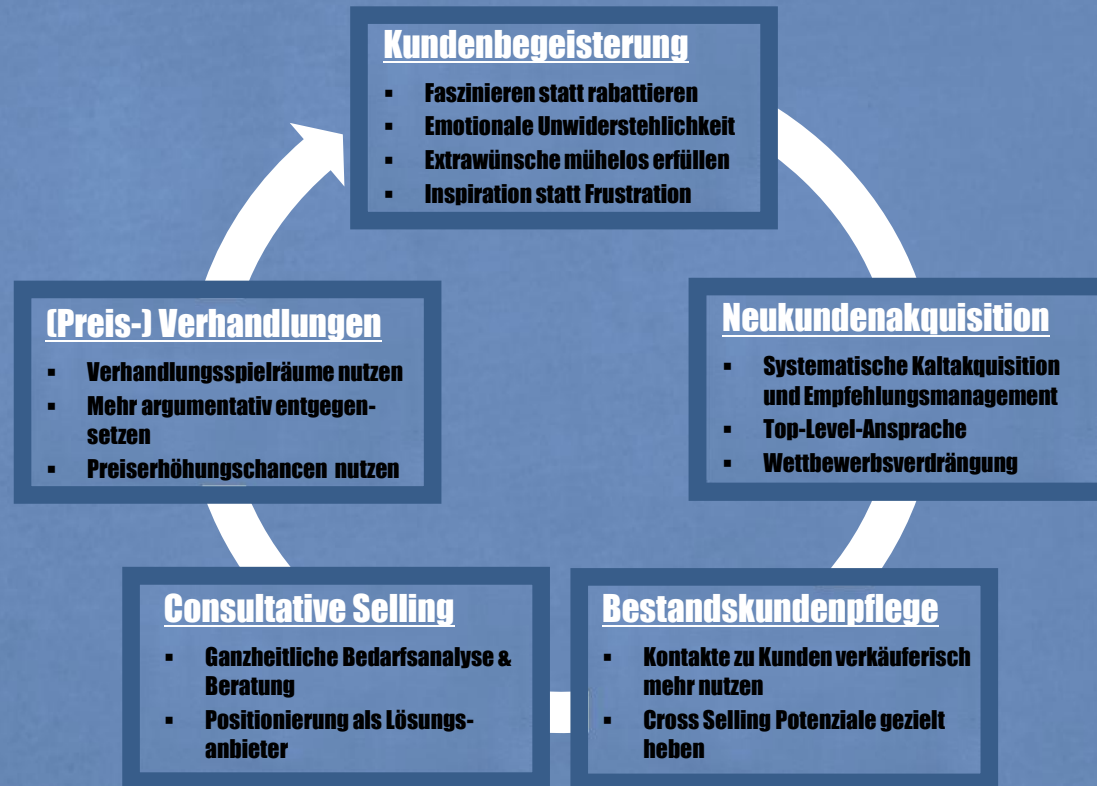 Kundenbegeisterung
▪ Faszinieren statt rabattieren
▪ Emotionale Unwiderstehlichkeit
▪ Extrawünsche mühelos erfüllen
▪ Inspiration statt Frustration
Neukundenakquisition
▪ Systematische Kaltakquisition
und Empfehlungsmanagement
▪ Top-Level-Ansprache
▪ Wettbewerbsverdrängung
Bestandskundenpflege
▪ Kontakte zu Kunden verkäuferisch
mehr nutzen
▪ Cross Selling Potenziale gezielt
heben
Consultative Selling
▪ Ganzheitliche Bedarfsanalyse &
Beratung
▪ Positionierung als Lösungs-
anbieter
(Preis-) Verhandlungen
▪ Verhandlungsspielräume nutzen
▪ Mehr argumentativ entgegen-
setzen
▪ Preiserhöhungschancen nutzen